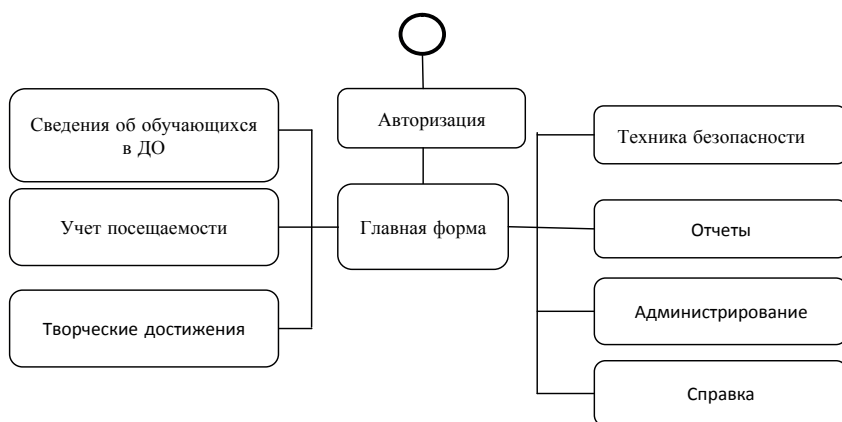 Авторизация
Сведения об обучающихся
в ДО
Техника безопасности
Учет посещаемости
Главная форма
Отчеты
Творческие достижения
Администрирование
Справка